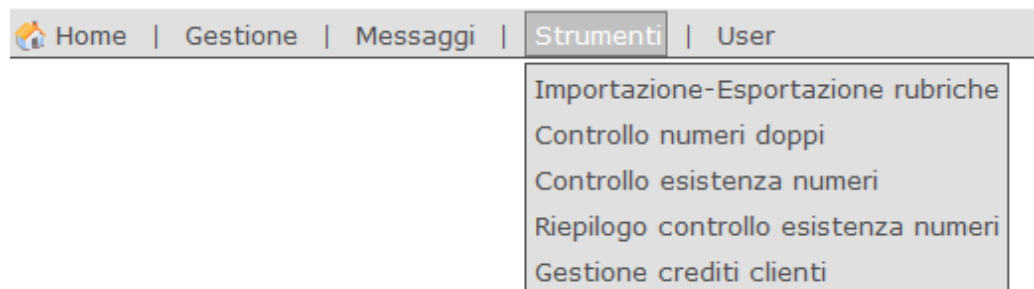 Home | Gestione | Messaggi | Strumenti | User
Importazione-Esportazione rubriche
Controllo numeri doppi
Controllo esistenza numeri
Riepilogo controllo esistenza numeri
Gestione crediti clienti